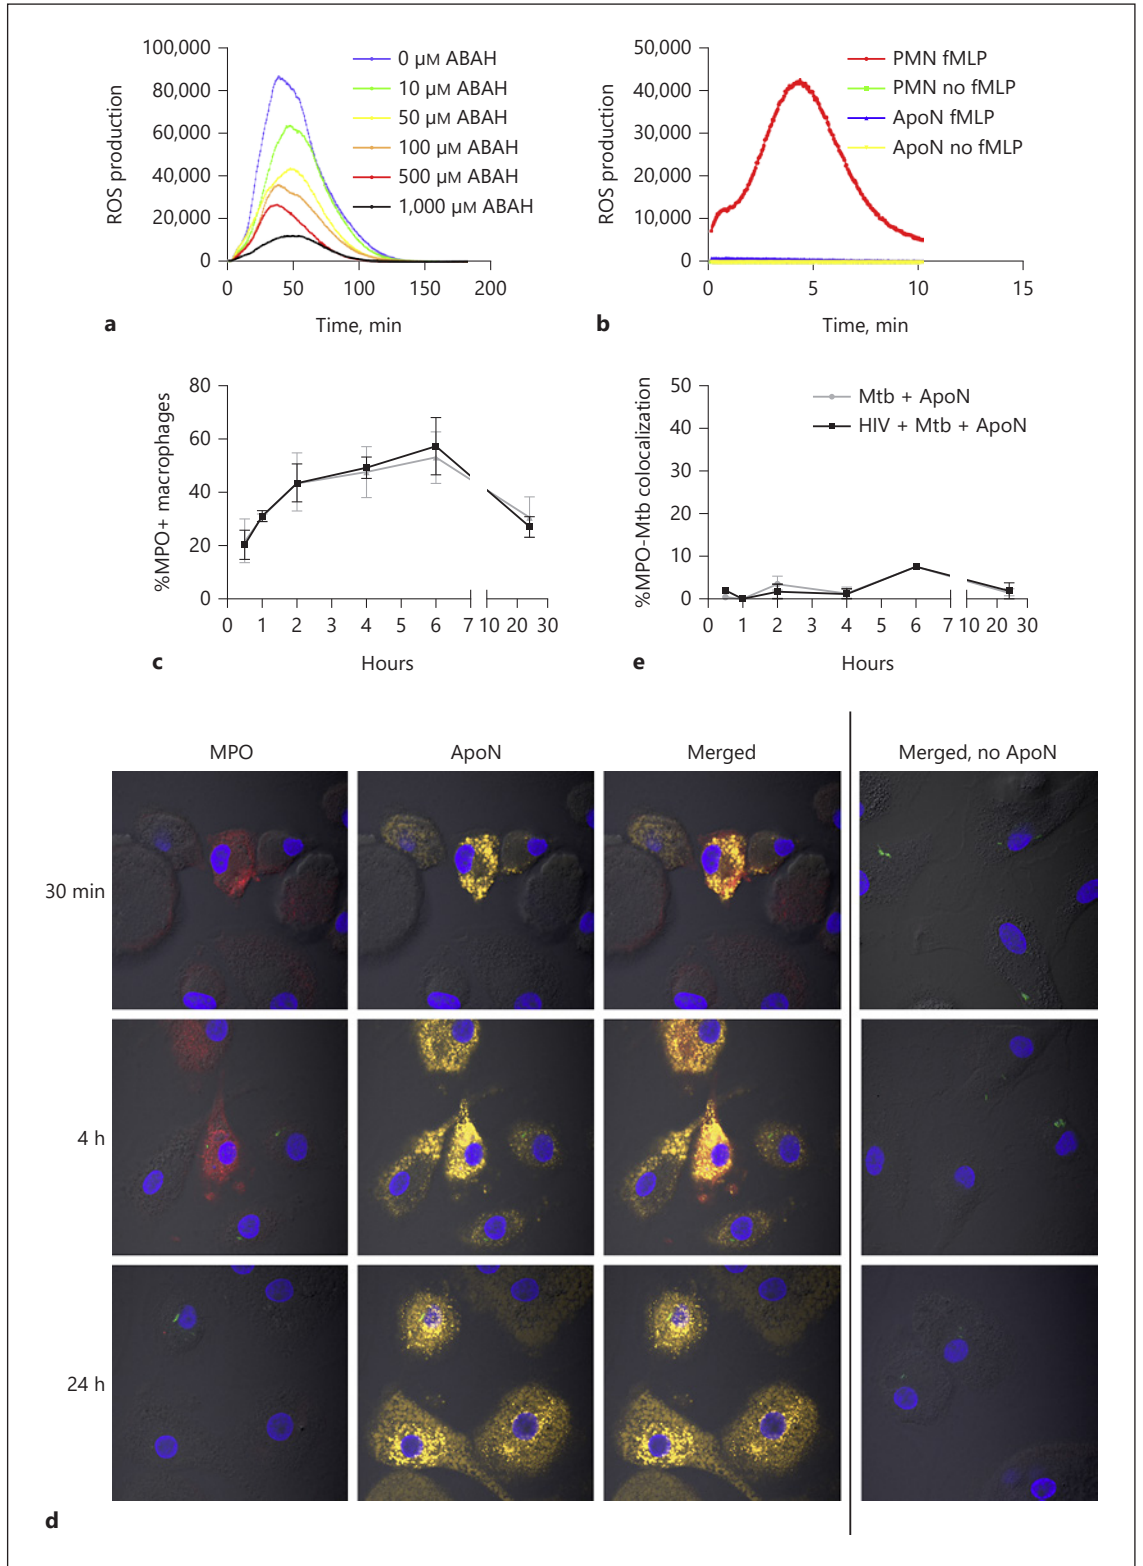 100,000
80,000
60,000
40,000
20,000
0
ROS production
0 50 100 150 200
Time, min
0 µM ABAH
10 µM ABAH
50 µM ABAH
100 µM ABAH
500 µM ABAH
1,000 µM ABAH
a
50,000
40,000
30,000
20,000
10,000
0
ROS production
0 5 10 15
Time, min
PMN fMLP
PMN no fMLP
ApoN fMLP
ApoN no fMLP
b
80
60
40
20
0
%MPO+ macrophages
0 1 2 4 5 6 7 10 20 30
Hours
c
50
40
30
20
10
0
%MPO-Mtb colocalization
0 1 2 4 5 6 7 10 20 30
Hours
Mtb + ApoN
HIV + Mtb + ApoN
e
MPO ApoN Merged Merged, no ApoN
30 min
4 h
24 h
d